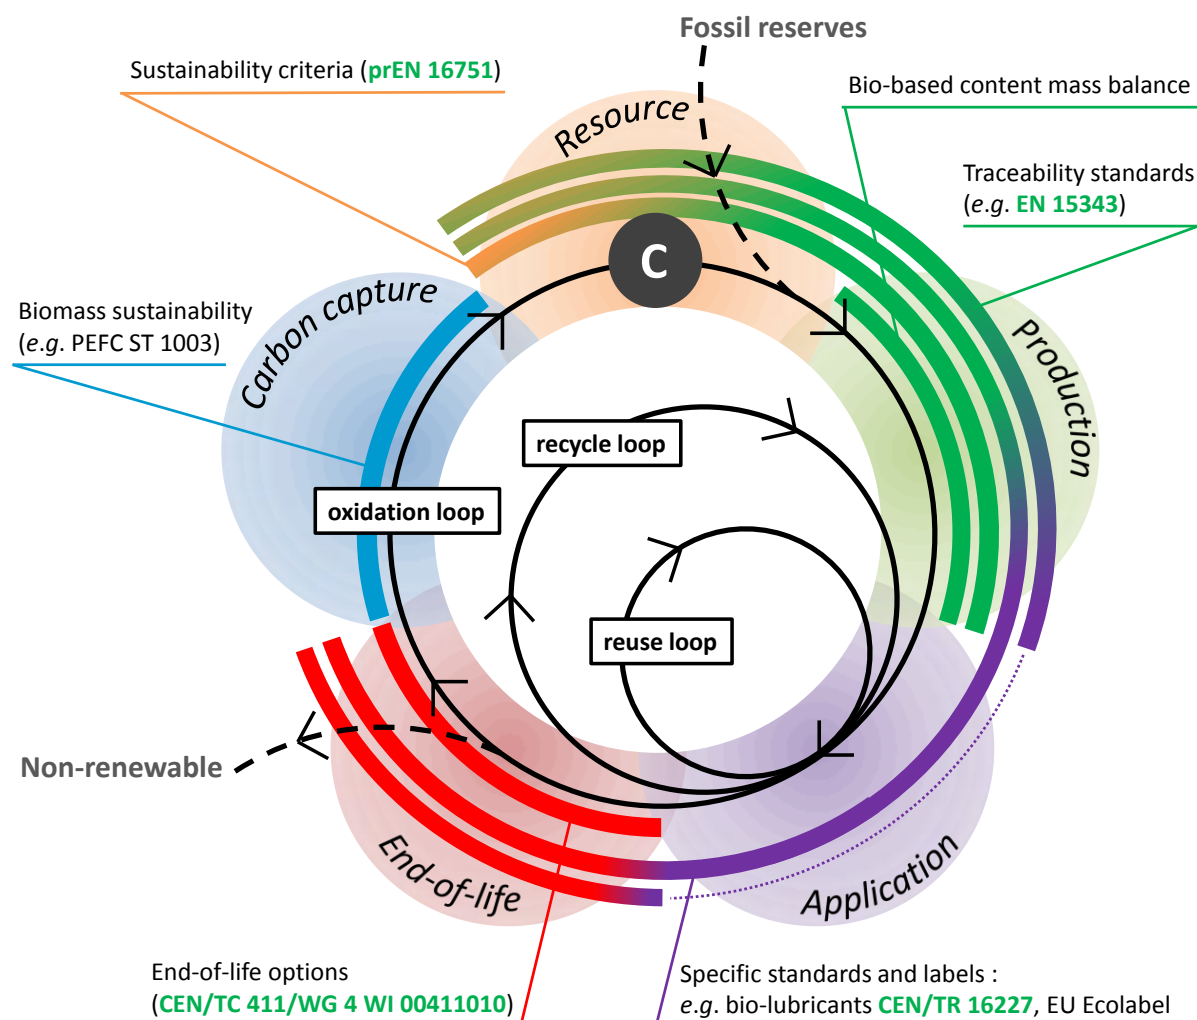 Fossil reserves
Sustainability criteria (prEN 16751)
Bio-based content mass balance
Resource
Traceability standards
(e.g. EN 15343)
C
Carbon capture
Biomass sustainability
(e.g. PEFC ST 1003)
Production
recycle loop
oxidation loop
reuse loop
Non-renewable
End-of-life
Application
End-of-life options
(CEN/TC 411/WG 4 WI 00411010)
Specific standards and labels :
e.g. bio-lubricants CEN/TR 16227, EU Ecolabel